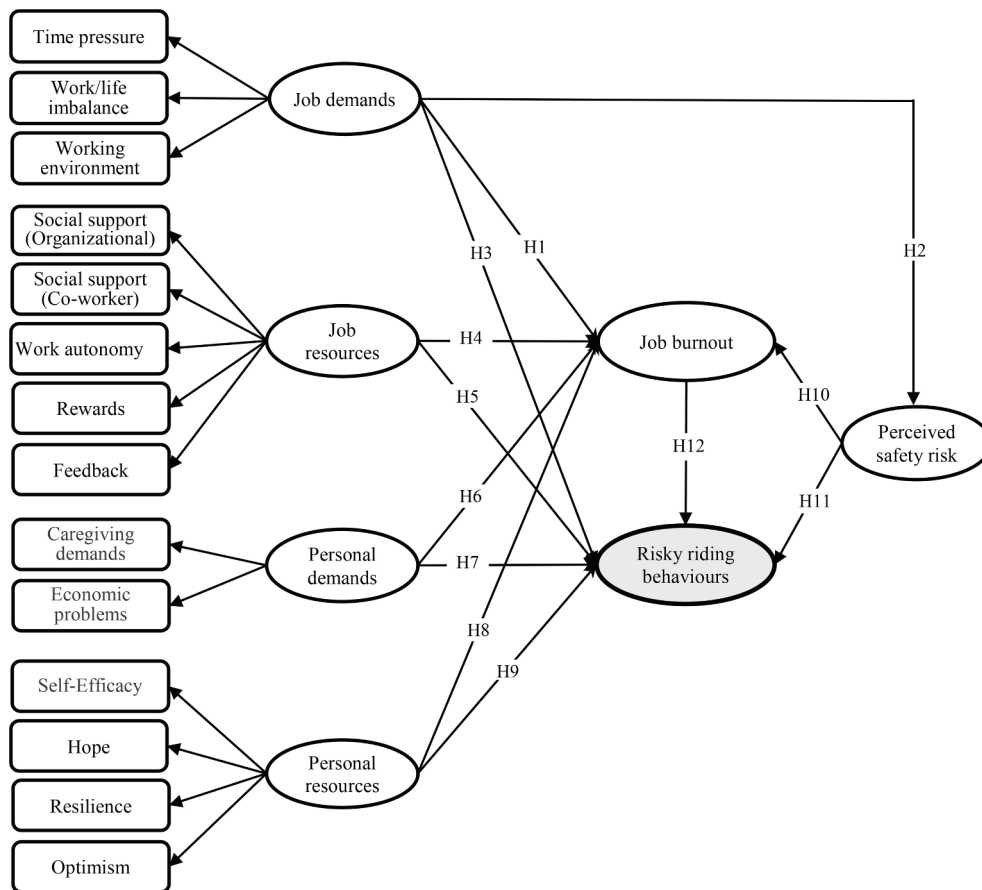 Time pressure
Work/life
imbalance
Working
environment
Social support
(Organizational)
Social support
(Co-worker)
Work autonomy
Rewards
Feedback
Caregiving
demands
Economic
problems
Self-Efficacy
Hope
Resilience
Optimism
Job demands
Job
resources
Personal
demands
Personal
resources
H1
H2
H3
H4
H5
H6
H7
H8
H9
H10
H11
H12
Job burnout
Risky riding
behaviours
Perceived
safety risk